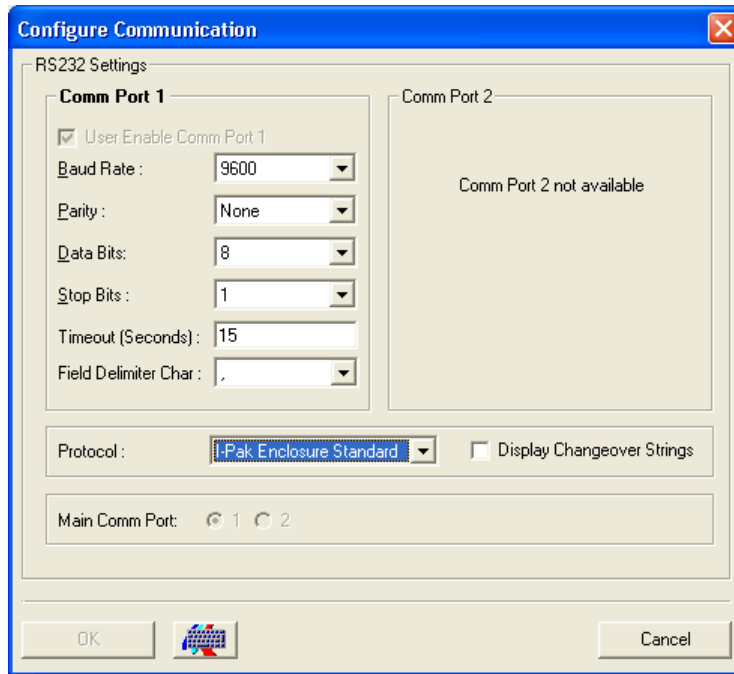 Configure Communication
RS232 Settings
Comm Port 1
User Enable Comm Port 1
Baud Rate : 9600
Parity : None
Data Bits: 8
Stop Bits : 1
Timeout (Seconds) : 15
Field Delimiter Char : ,
Comm Port 2
Comm Port 2 not available
Protocol : I-Pak Enclosure Standard
Display Changeover Strings
Main Comm Port: 1 2
OK
Cancel